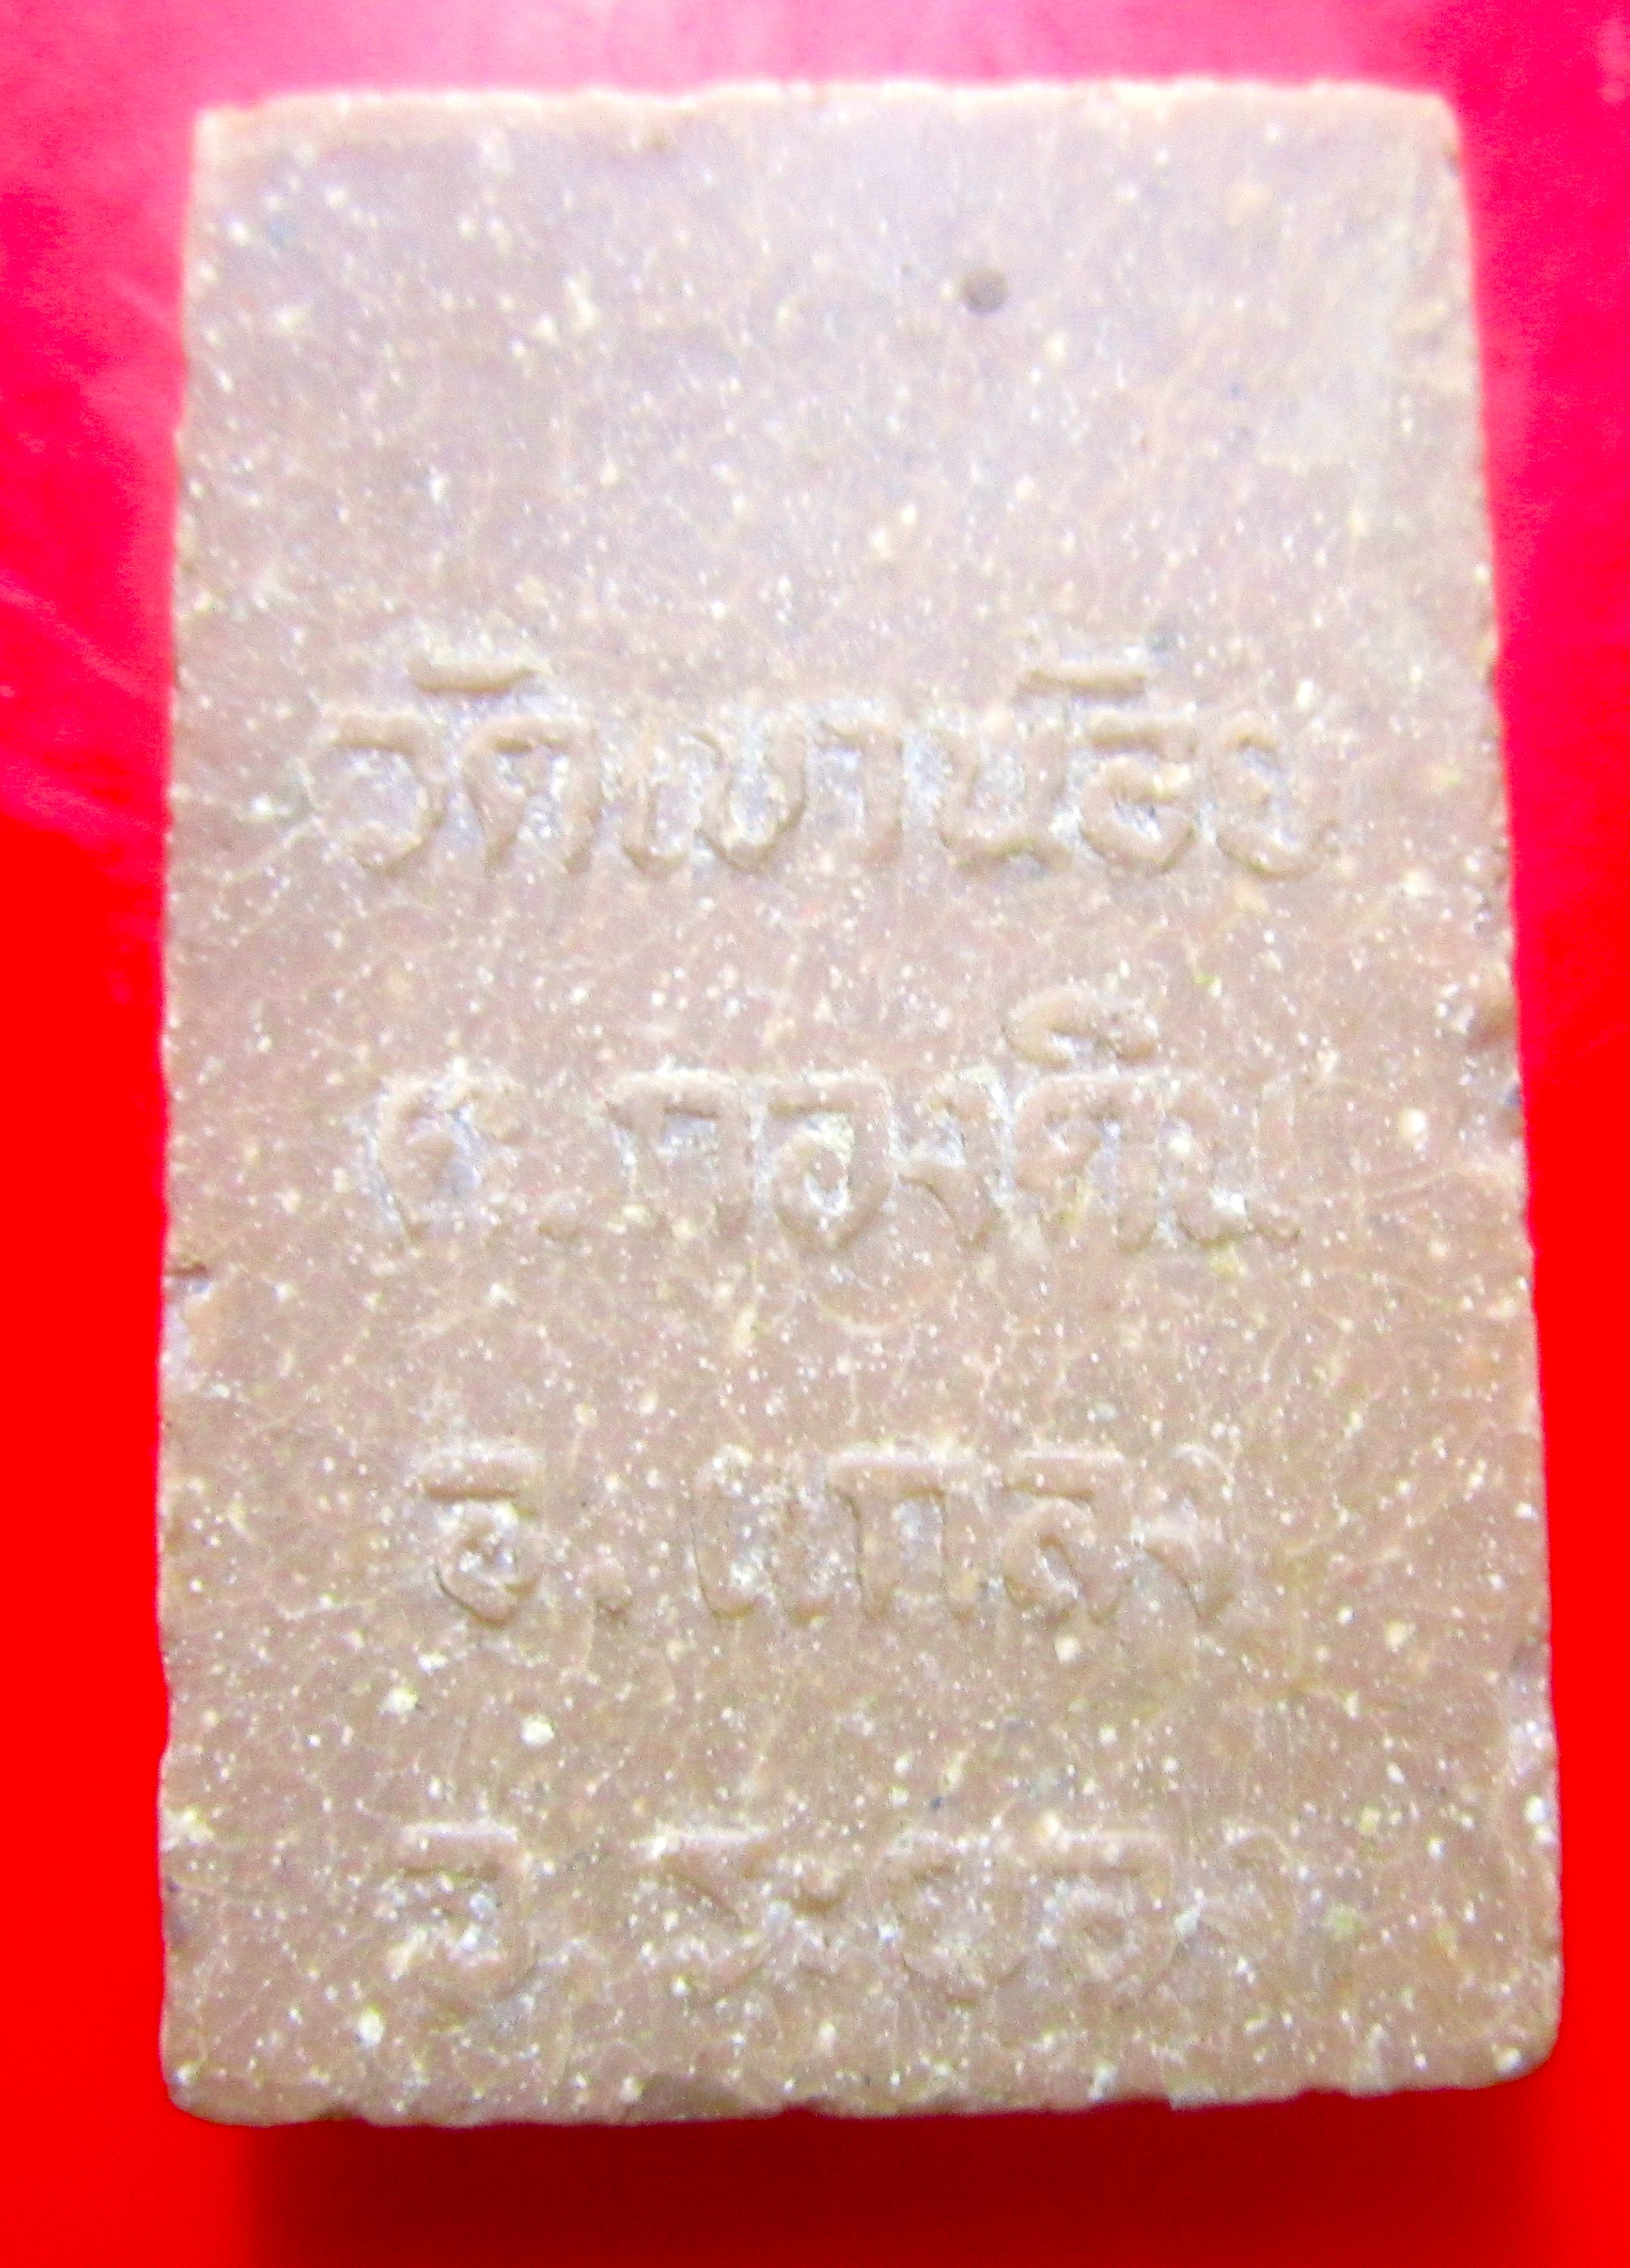 วัดเขาน้อย
ต.กองดิน
อ.แกลง
จ.ระยอง